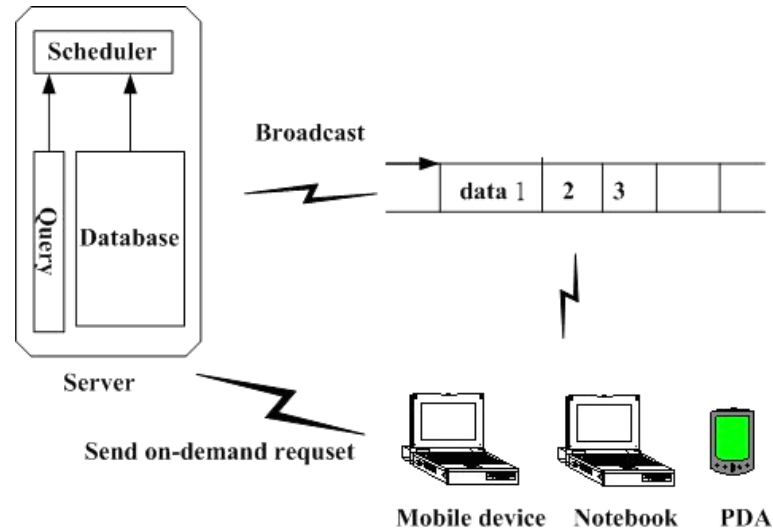 Scheduler
Broadcast
data 1 2 3
Query
Database
Server
Send on-demand requset
Mobile device Notebook PDA